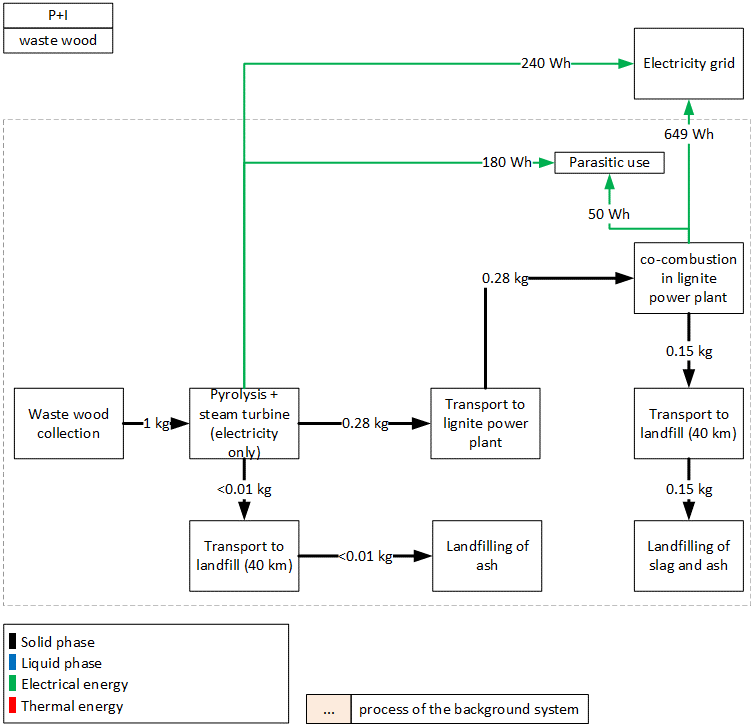 P+I
waste wood
240 Wh
Electricity grid
649 Wh
180 Wh
Parasitic use
50 Wh
co-combustion
in lignite
power plant
0.28 kg
0.15 kg
Waste wood
collection
1 kg
Pyrolysis +
steam turbine
(electricity
only)
0.28 kg
Transport to
lignite power
plant
Transport to
landfill (40 km)
<0.01 kg
0.15 kg
Transport to
landfill (40 km)
<0.01 kg
Landfilling of
ash
Landfilling of
slag and ash
Solid phase
Liquid phase
Electrical energy
Thermal energy
...
process of the background system